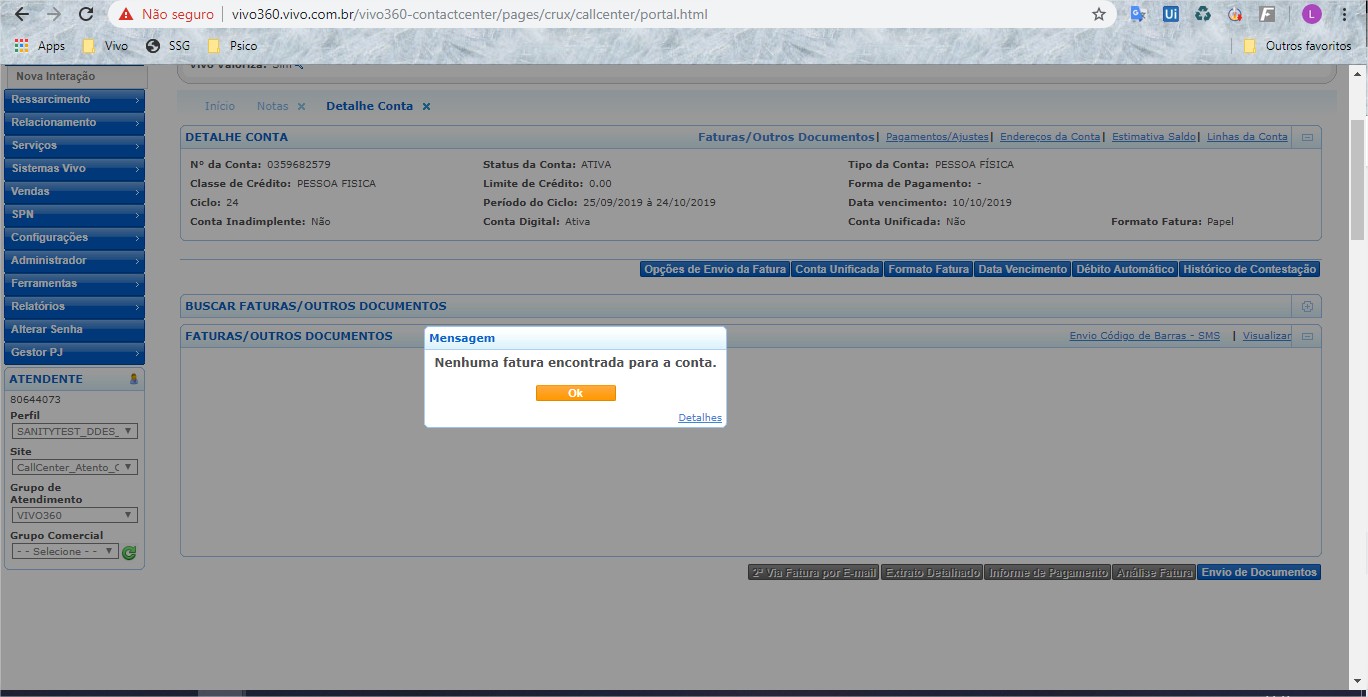 Não seguro
vivo360.vivo.com.br/vivo360-contactcenter/pages/crux/callcenter/portal.html
Ui
F
L
Apps
Vivo
SSG
Psico
Outros favoritos
Vivo Valoriza: Sim
Nova Interação
Ressarcimento
Relacionamento
Serviços
Sistemas Vivo
Vendas
SPN
Configurações
Administrador
Ferramentas
Relatórios
Alterar Senha
Gestor PJ
ATENDENTE
80644073
Perfil
SANITYTEST_DDES_
Site
CallCenter_Atento_C
Grupo de
Atendimento
VIVO360
Grupo Comercial
- - Selecione - -
Início Notas x Detalhe Conta x
DETALHE CONTA Faturas/Outros Documentos | Pagamentos/Ajustes | Endereços da Conta | Estimativa Saldo | Linhas da Conta
Nº da Conta: 0359682579 Status da Conta: ATIVA Tipo da Conta: PESSOA FÍSICA
Classe de Crédito: PESSOA FISICA Limite de Crédito: 0.00 Forma de Pagamento: -
Ciclo: 24 Período do Ciclo: 25/09/2019 à 24/10/2019 Data vencimento: 10/10/2019
Conta Inadimplente: Não Conta Digital: Ativa Conta Unificada: Não Formato Fatura: Papel
Opções de Envio da Fatura Conta Unificada Formato Fatura Data Vencimento Débito Automático Histórico de Contestação
BUSCAR FATURAS/OUTROS DOCUMENTOS
FATURAS/OUTROS DOCUMENTOS Envio Código de Barras - SMS | Visualizar
Mensagem
Nenhuma fatura encontrada para a conta.
Ok
Detalhes
2ª Via Fatura por E-mail Extrato Detalhado Informe de Pagamento Análise Fatura Envio de Documentos